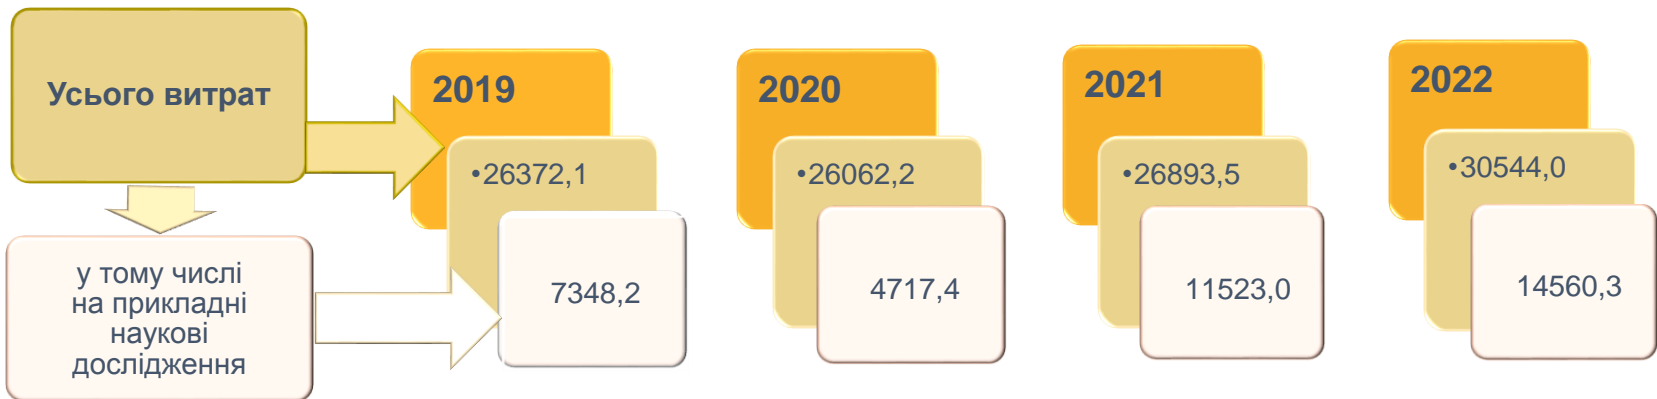 Усього витрат
у тому числі
на прикладні
наукові
дослідження
2019
•26372,1
7348,2
2020
•26062,2
4717,4
2021
•26893,5
11523,0
2022
•30544,0
14560,3